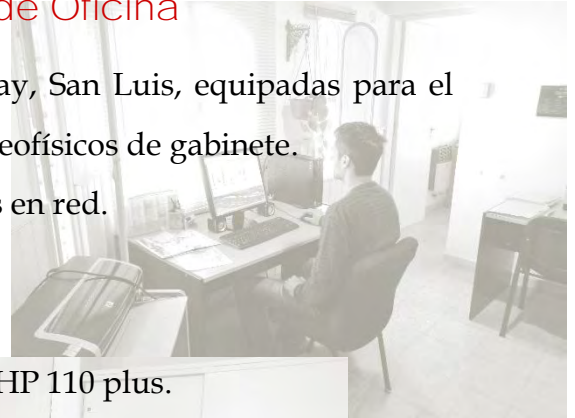 de Oficina
ay, San Luis, equipadas para el
eofísicos de gabinete.
s en red.
HP 110 plus.